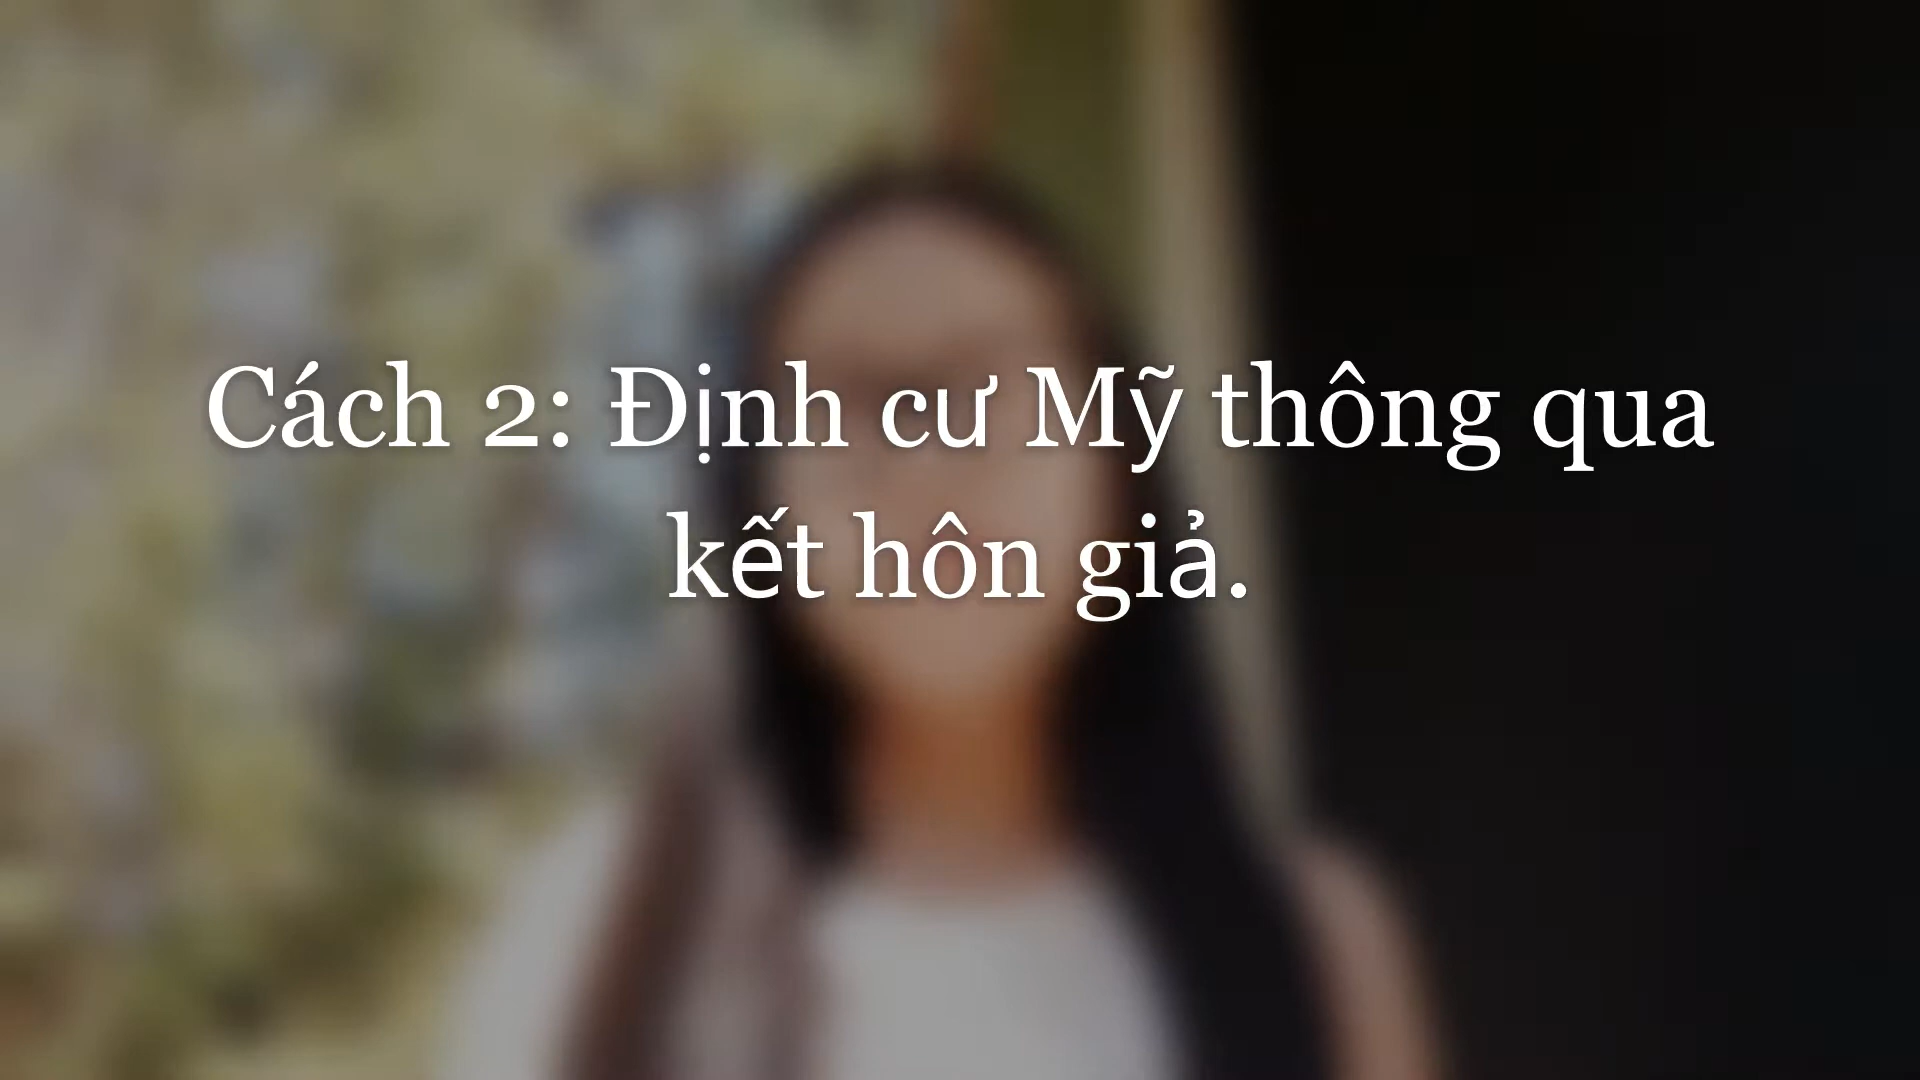 Cách 2: Định cư Mỹ thông qua
kết hôn giả.